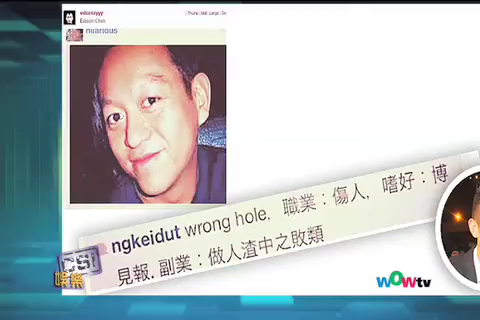 edisonyyy
Edison Chen
hilarious
ngkeidut wrong hole, 職業：傷人, 嗜好：博
見報. 副業：做人渣中之敗類
CSI
娛樂
WOWtv